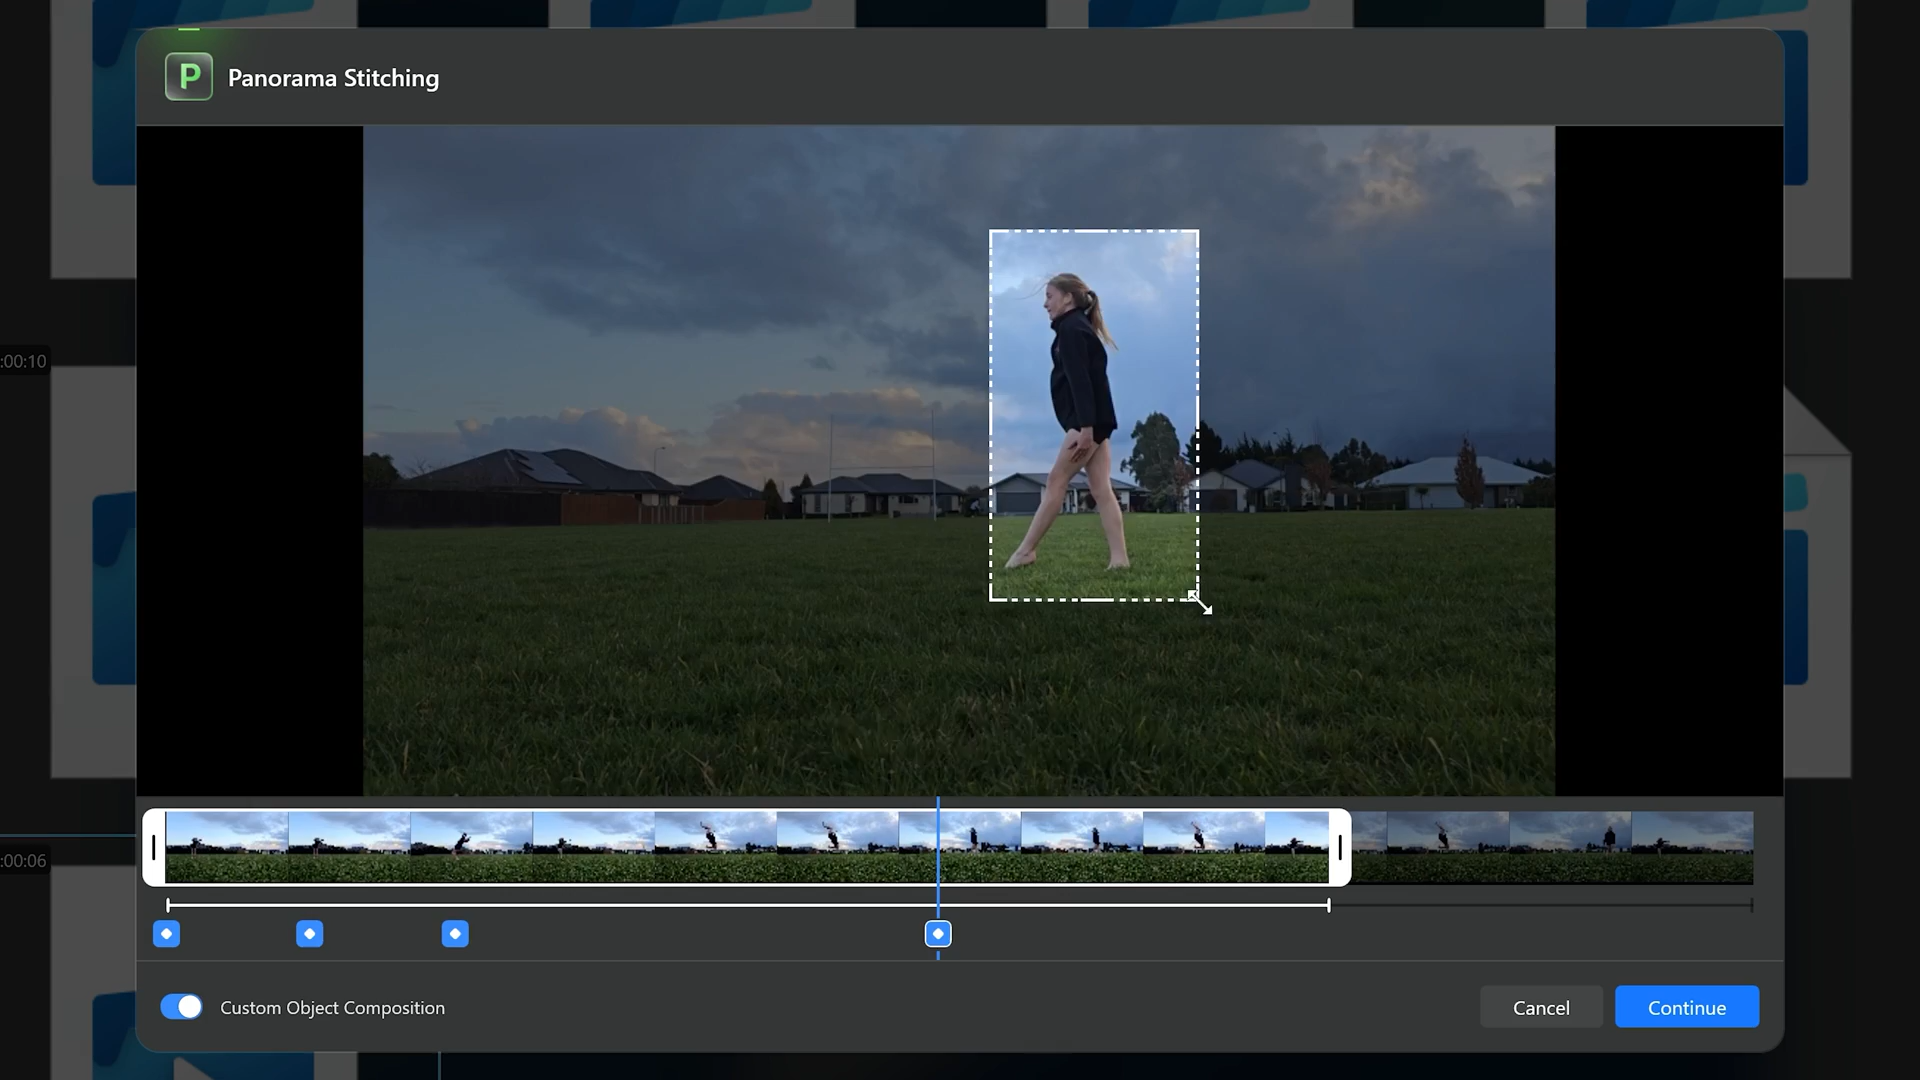 P Panorama Stitching
:00:10
:00:06
Custom Object Composition
Cancel
Continue